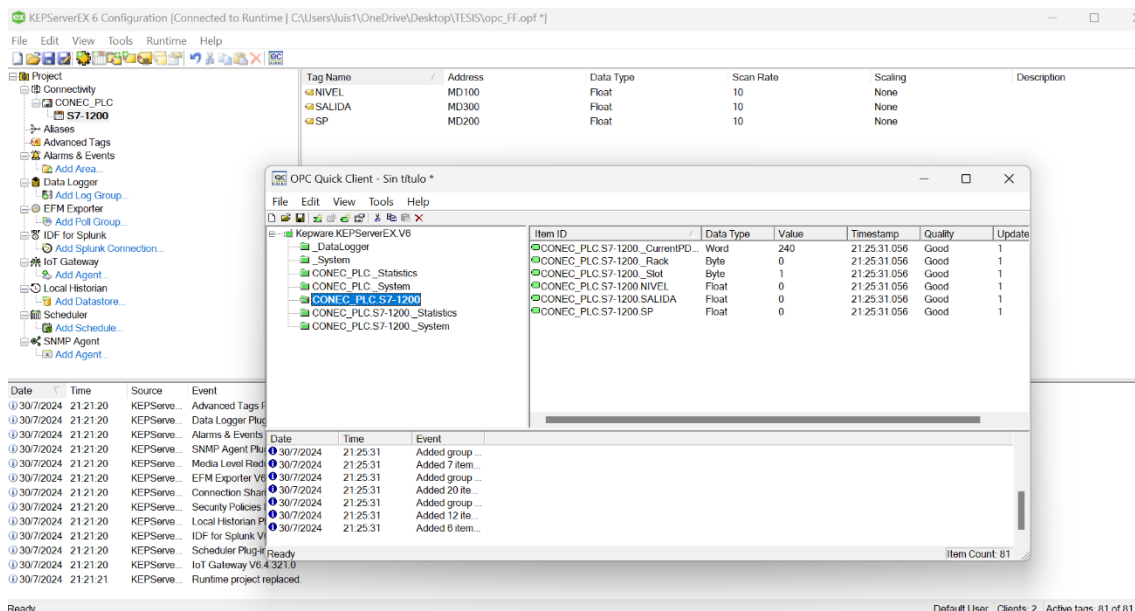 KEPServerEX 6 Configuration [Connected to Runtime | C:\Users\luis1\OneDrive\Desktop\TESIS\opc_FF.opf *]
File Edit View Tools Runtime Help
Project
Connectivity
CONEC_PLC
S7-1200
Aliases
Advanced Tags
Alarms & Events
Add Area...
Data Logger
Add Log Group...
EFM Exporter
Add Poll Group...
IDF for Splunk
Add Splunk Connection...
IoT Gateway
Add Agent...
Local Historian
Add Datastore...
Scheduler
Add Schedule...
SNMP Agent
Add Agent...
Tag Name Address Data Type Scan Rate Scaling Description
NIVEL MD100 Float 10 None
SALIDA MD300 Float 10 None
SP MD200 Float 10 None
OPC Quick Client - Sin título *
File Edit View Tools Help
Kepware.KEPServerEX.V6
_DataLogger
_System
CONEC_PLC._Statistics
CONEC_PLC._System
CONEC_PLC.S7-1200
CONEC_PLC.S7-1200._Statistics
CONEC_PLC.S7-1200._System
Item ID Data Type Value Timestamp Quality Update
CONEC_PLC.S7-1200._CurrentPD... Word 240 21:25:31.056 Good 1
CONEC_PLC.S7-1200._Rack Byte 0 21:25:31.056 Good 1
CONEC_PLC.S7-1200._Slot Byte 1 21:25:31.056 Good 1
CONEC_PLC.S7-1200.NIVEL Float 0 21:25:31.056 Good 1
CONEC_PLC.S7-1200.SALIDA Float 0 21:25:31.056 Good 1
CONEC_PLC.S7-1200.SP Float 0 21:25:31.056 Good 1
Date Time Event
30/7/2024 21:25:31 Added group ...
30/7/2024 21:25:31 Added 7 item...
30/7/2024 21:25:31 Added group ...
30/7/2024 21:25:31 Added 20 ite...
30/7/2024 21:25:31 Added group ...
30/7/2024 21:25:31 Added 12 ite...
30/7/2024 21:25:31 Added 6 item...
Ready Item Count: 81
Date Time Source Event
30/7/2024 21:21:20 KEPServe... Advanced Tags P
30/7/2024 21:21:20 KEPServe... Data Logger Plug
30/7/2024 21:21:20 KEPServe... Alarms & Events
30/7/2024 21:21:20 KEPServe... SNMP Agent Plu
30/7/2024 21:21:20 KEPServe... Media Level Red
30/7/2024 21:21:20 KEPServe... EFM Exporter V6
30/7/2024 21:21:20 KEPServe... Connection Shar
30/7/2024 21:21:20 KEPServe... Security Policies
30/7/2024 21:21:20 KEPServe... Local Historian P
30/7/2024 21:21:20 KEPServe... IDF for Splunk V
30/7/2024 21:21:20 KEPServe... Scheduler Plug-in
30/7/2024 21:21:20 KEPServe... IoT Gateway V6.4.321.0
30/7/2024 21:21:21 KEPServe... Runtime project replaced.
Ready Default User Clients: 2 Active tags: 81 of 81